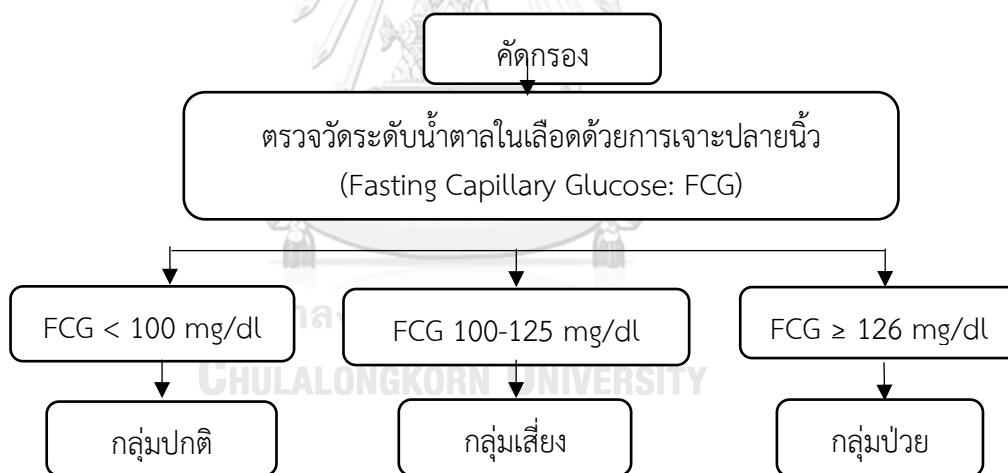 คัดกรอง
ตรวจวัดระดับน้ำตาลในเลือดด้วยการเจาะปลายนิ้ว
(Fasting Capillary Glucose: FCG)
FCG < 100 mg/dl
FCG 100-125 mg/dl
FCG ≥ 126 mg/dl
CHULALONGKORN UNIVERSITY
กลุ่มปกติ
กลุ่มเสี่ยง
กลุ่มป่วย